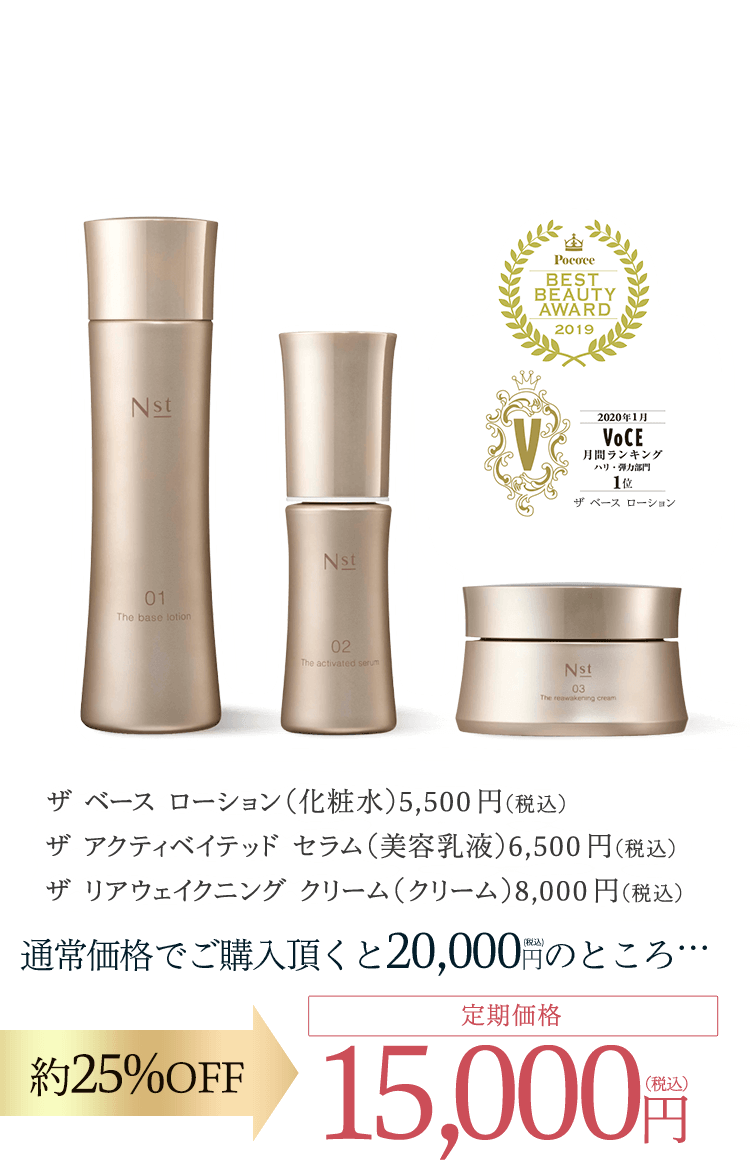 Pococe
BEST
BEAUTY
AWARD
2019
V
2020年1月
VoCE
月間ランキング
ハリ・弾力部門
1位
ザ ベース ローション
Nst
01
The base lotion
Nst
02
The activated serum
Nst
03
The reawakening cream
ザ ベース ローション(化粧水)5,500円(税込)
ザ アクティベイテッド セラム(美容乳液)6,500円(税込)
ザ リアウェイクニング クリーム(クリーム)8,000円(税込)
通常価格でご購入頂くと20,000円(税込)のところ…
定期価格
約25%OFF
15,000円(税込)